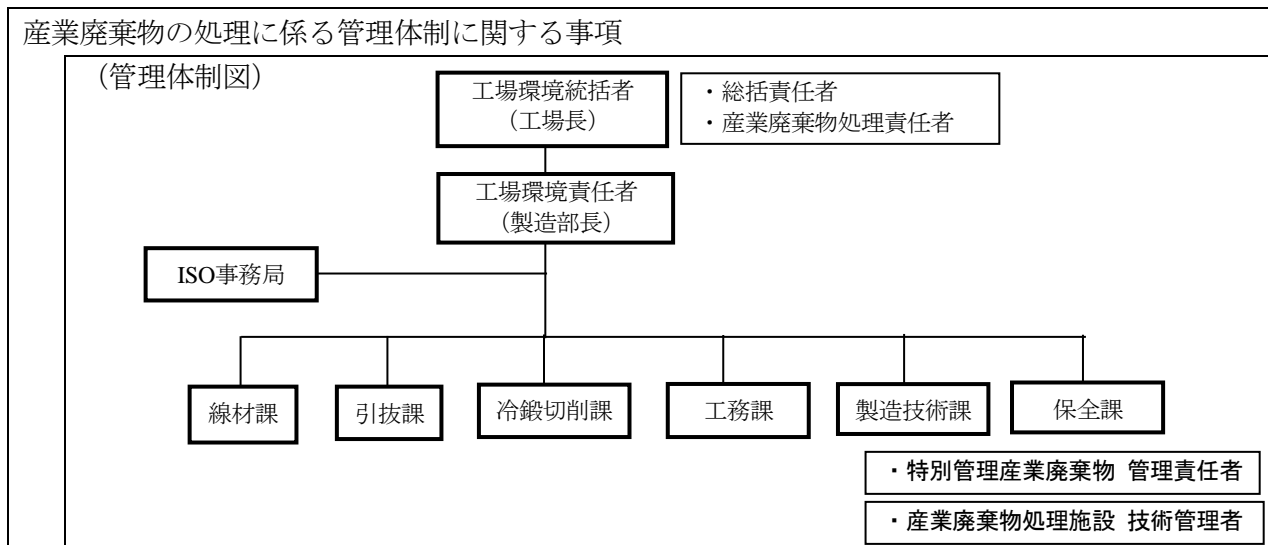 産業廃棄物の処理に係る管理体制に関する事項
（管理体制図）
工場環境統括者
（工場長）
・総括責任者
・産業廃棄物処理責任者
工場環境責任者
（製造部長）
ISO事務局
線材課
引抜課
冷鍛切削課
工務課
製造技術課
保全課
・特別管理産業廃棄物 管理責任者
・産業廃棄物処理施設 技術管理者